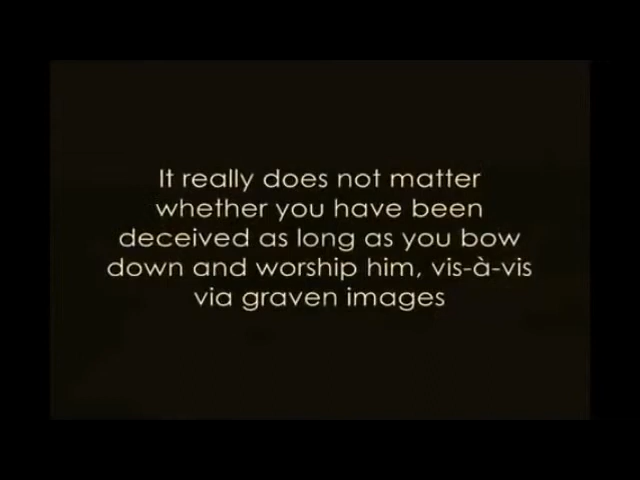 It really does not matter
whether you have been
deceived as long as you bow
down and worship him, vis-à-vis
via graven images